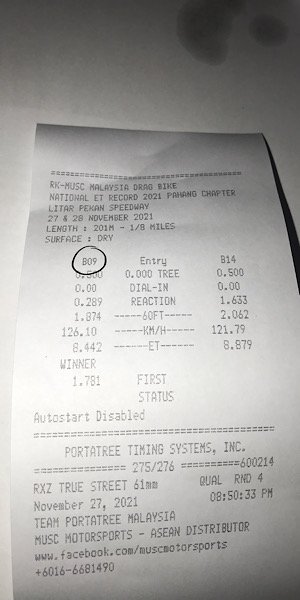 ==========================================
RK-MUSC MALAYSIA DRAG BIKE
NATIONAL ET RECORD 2021 PAHANG CHAPTER
LITAR PEKAN SPEEDWAY
27 & 28 NOVEMBER 2021
LENGTH : 201M - 1/8 MILES
SURFACE : DRY
B09 Entry B14
0.500 0.000 TREE 0.500
0.00 DIAL-IN 0.00
0.289 REACTION 1.633
1.874 -----60FT----- 2.062
126.10 -----KM/H----- 121.79
8.442 ------ET------ 8.879
WINNER
1.781 FIRST
STATUS
Autostart Disabled
==========================================
PORTATREE TIMING SYSTEMS, INC.
============= 275/276 ==========600214
RXZ TRUE STREET 61mm QUAL RND 4
November 27, 2021 08:50:33 PM
TEAM PORTATREE MALAYSIA
MUSC MOTORSPORTS - ASEAN DISTRIBUTOR
www.facebook.com/muscmotorsports
+6016-6681490